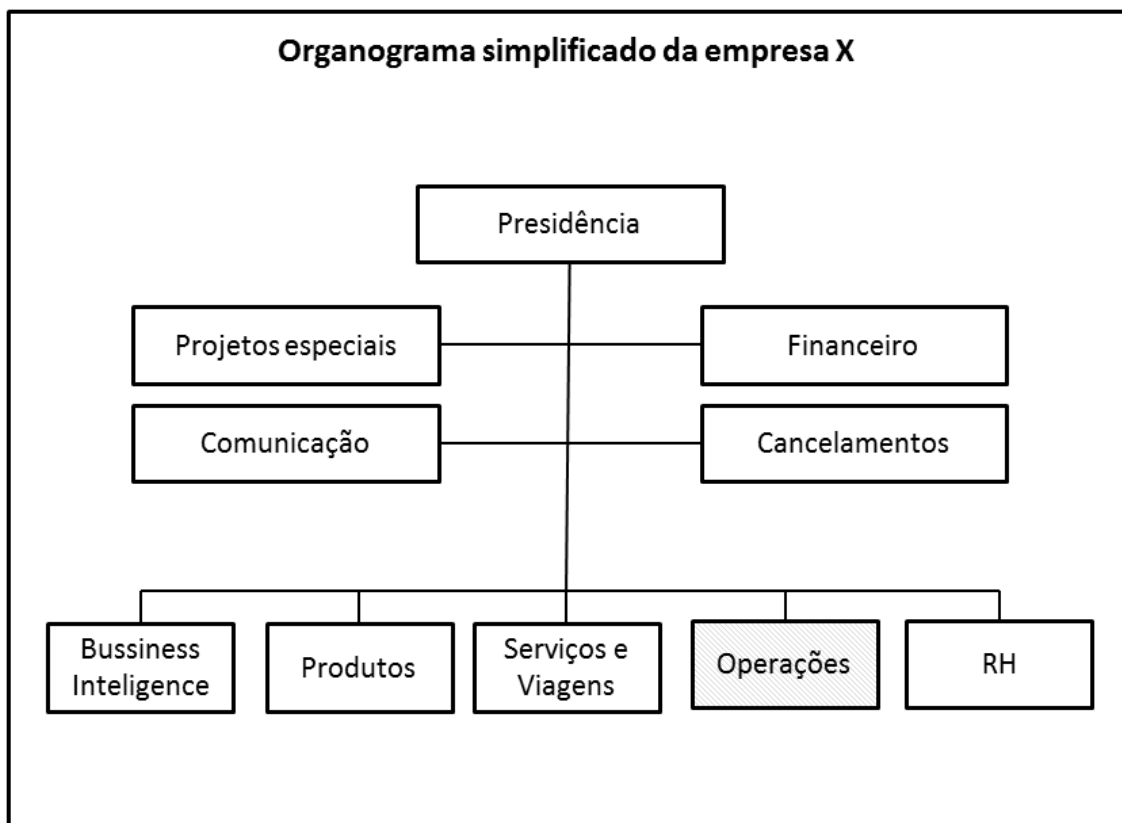 Organograma simplificado da empresa X
Presidência
Projetos especiais
Financeiro
Comunicação
Cancelamentos
Bussiness
Inteligence
Produtos
Serviços e
Viagens
Operações
RH